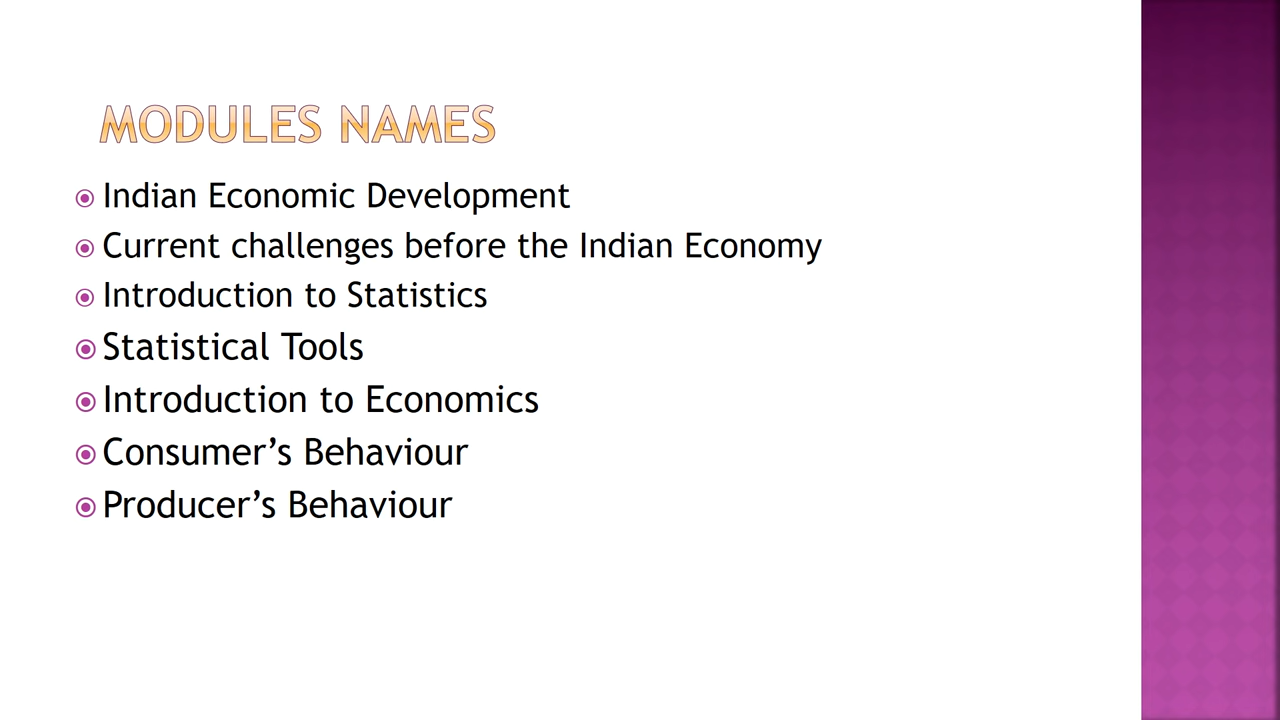 MODULES NAMES
Indian Economic Development
Current challenges before the Indian Economy
Introduction to Statistics
Statistical Tools
Introduction to Economics
Consumer’s Behaviour
Producer’s Behaviour